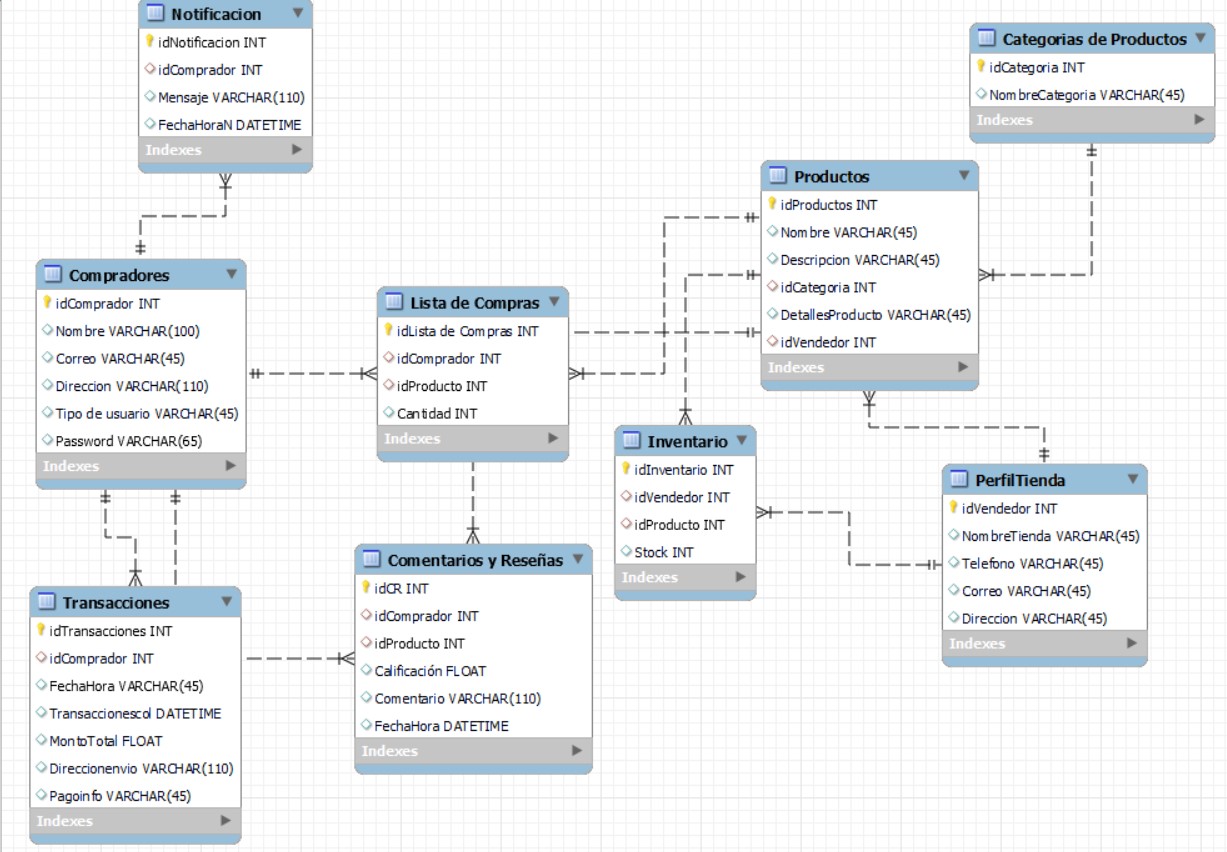 Notificacion
idNotificacion INT
idComprador INT
Mensaje VARCHAR(110)
FechaHoraN DATETIME
Indexes
Categorias de Productos
idCategoria INT
NombreCategoria VARCHAR(45)
Indexes
Productos
idProductos INT
Nombre VARCHAR(45)
Descripcion VARCHAR(45)
idCategoria INT
DetallesProducto VARCHAR(45)
idVendedor INT
Indexes
Compradores
idComprador INT
Nombre VARCHAR(100)
Correo VARCHAR(45)
Direccion VARCHAR(110)
Tipo de usuario VARCHAR(45)
Password VARCHAR(65)
Indexes
Lista de Compras
idLista de Compras INT
idComprador INT
idProducto INT
Cantidad INT
Indexes
Inventario
idInventario INT
idVendedor INT
idProducto INT
Stock INT
Indexes
PerfilTienda
idVendedor INT
NombreTienda VARCHAR(45)
Telefono VARCHAR(45)
Correo VARCHAR(45)
Direccion VARCHAR(45)
Indexes
Comentarios y Reseñas
idCR INT
idComprador INT
idProducto INT
Calificación FLOAT
Comentario VARCHAR(110)
FechaHora DATETIME
Indexes
Transacciones
idTransacciones INT
idComprador INT
FechaHora VARCHAR(45)
Transaccionescol DATETIME
MontoTotal FLOAT
Direccionenvio VARCHAR(110)
Pagoinfo VARCHAR(45)
Indexes